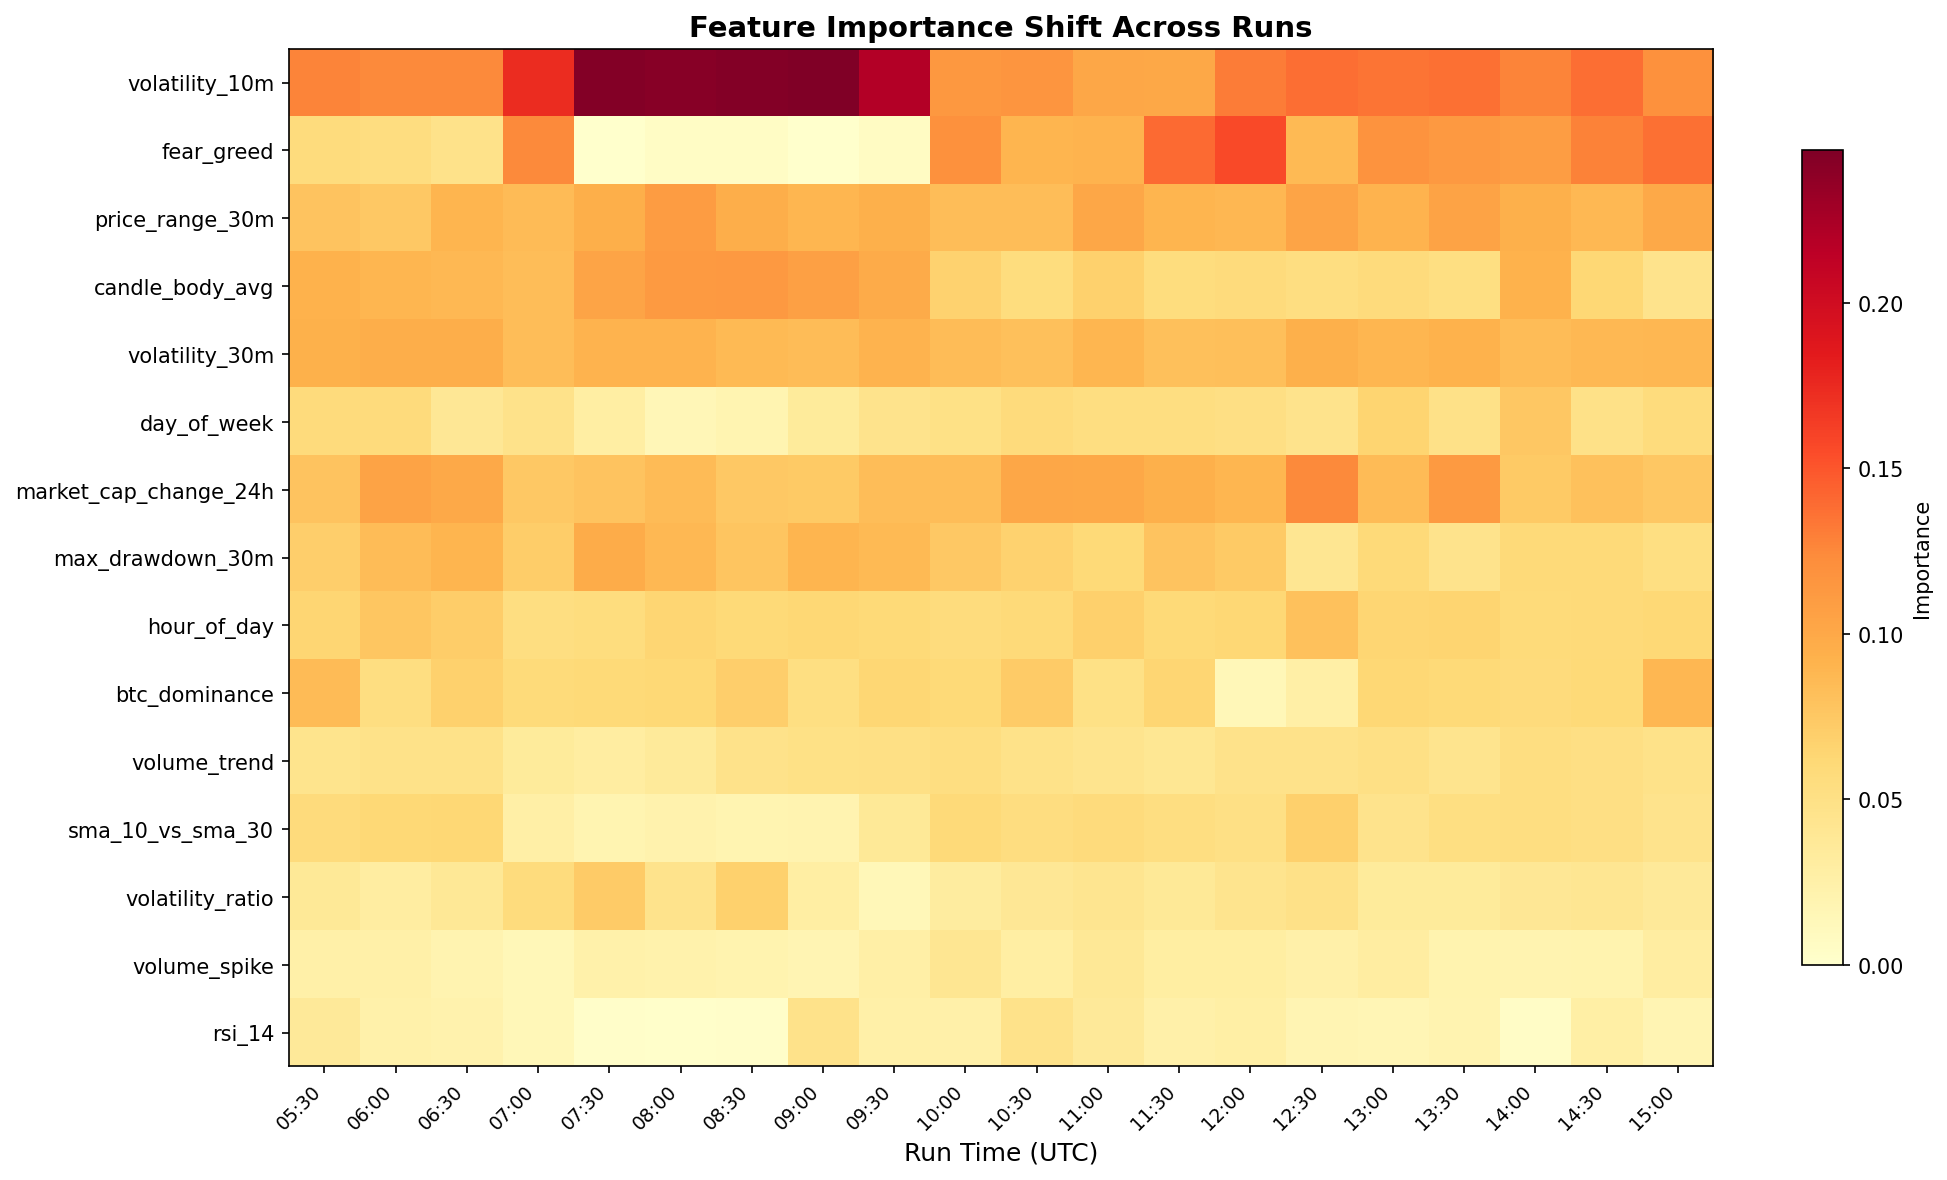 Feature Importance Shift Across Runs
volatility_10m
fear_greed
price_range_30m
candle_body_avg
volatility_30m
day_of_week
market_cap_change_24h
max_drawdown_30m
hour_of_day
btc_dominance
volume_trend
sma_10_vs_sma_30
volatility_ratio
volume_spike
rsi_14
05:30
06:00
06:30
07:00
07:30
08:00
08:30
09:00
09:30
10:00
10:30
11:00
11:30
12:00
12:30
13:00
13:30
14:00
14:30
15:00
Run Time (UTC)
0.20
0.15
0.10
0.05
0.00
Importance